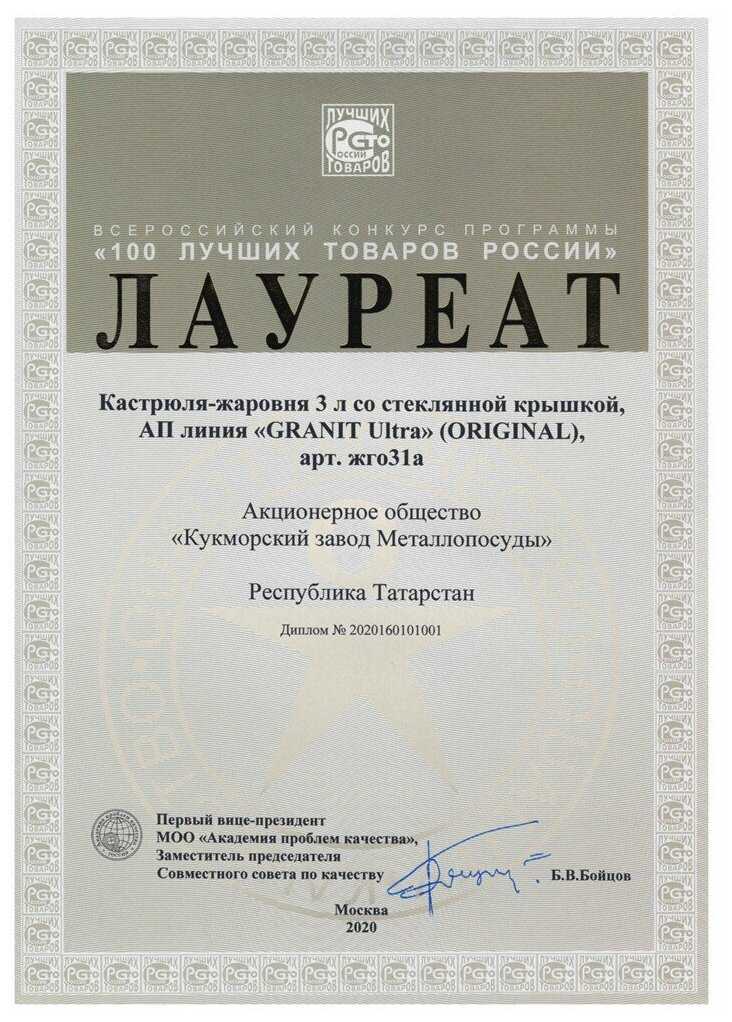 ЛУЧШИХ
РСТО
РОССИИ
ТОВАРОВ
ВСЕРОССИЙСКИЙ КОНКУРС ПРОГРАММЫ
«100 ЛУЧШИХ ТОВАРОВ РОССИИ»
ЛАУРЕАТ
Кастрюля-жаровня 3 л со стеклянной крышкой,
АП линия «GRANIT Ultra» (ORIGINAL),
арт. жго31а
Акционерное общество
«Кукморский завод Металлопосуды»
Республика Татарстан
Диплом № 2020160101001
Первый вице-президент
МОО «Академия проблем качества»,
Заместитель председателя
Совместного совета по качеству
Б.В.Бойцов
Москва
2020